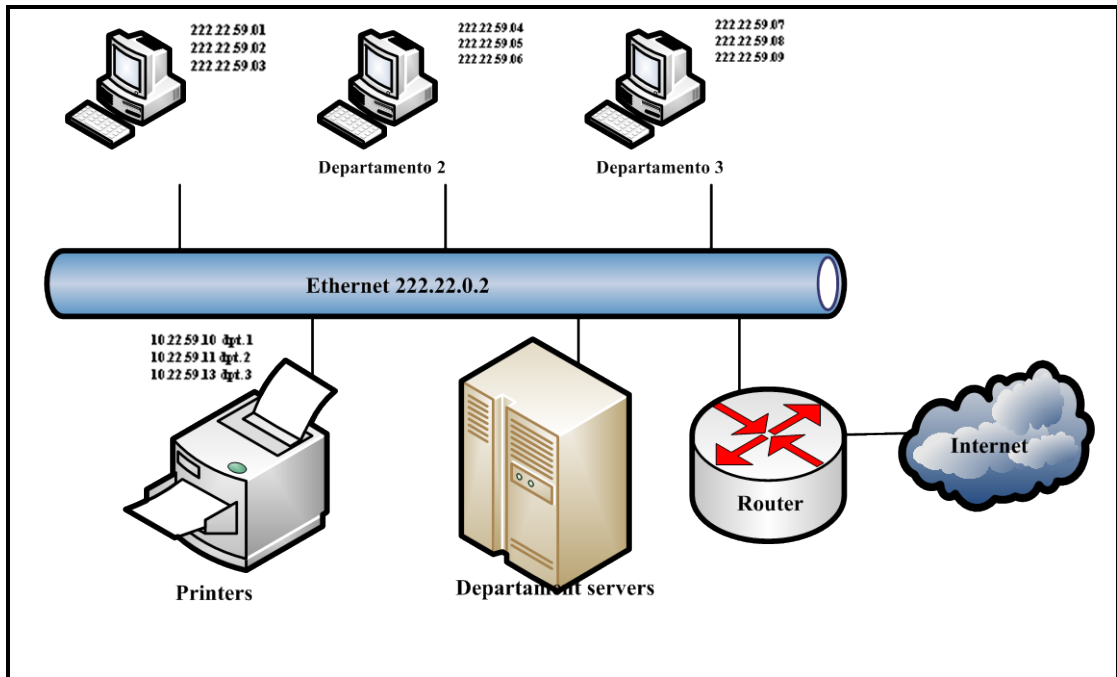 222.22.59.01
222.22.59.02
222.22.59.03
222.22.59.04
222.22.59.05
222.22.59.06
222.22.59.07
222.22.59.08
222.22.59.09
Departamento 2
Departamento 3
Ethernet 222.22.0.2
10.22.59.10 dpt.1
10.22.59.11 dpt.2
10.22.59.13 dpt.3
Internet
Router
Printers
Departament servers